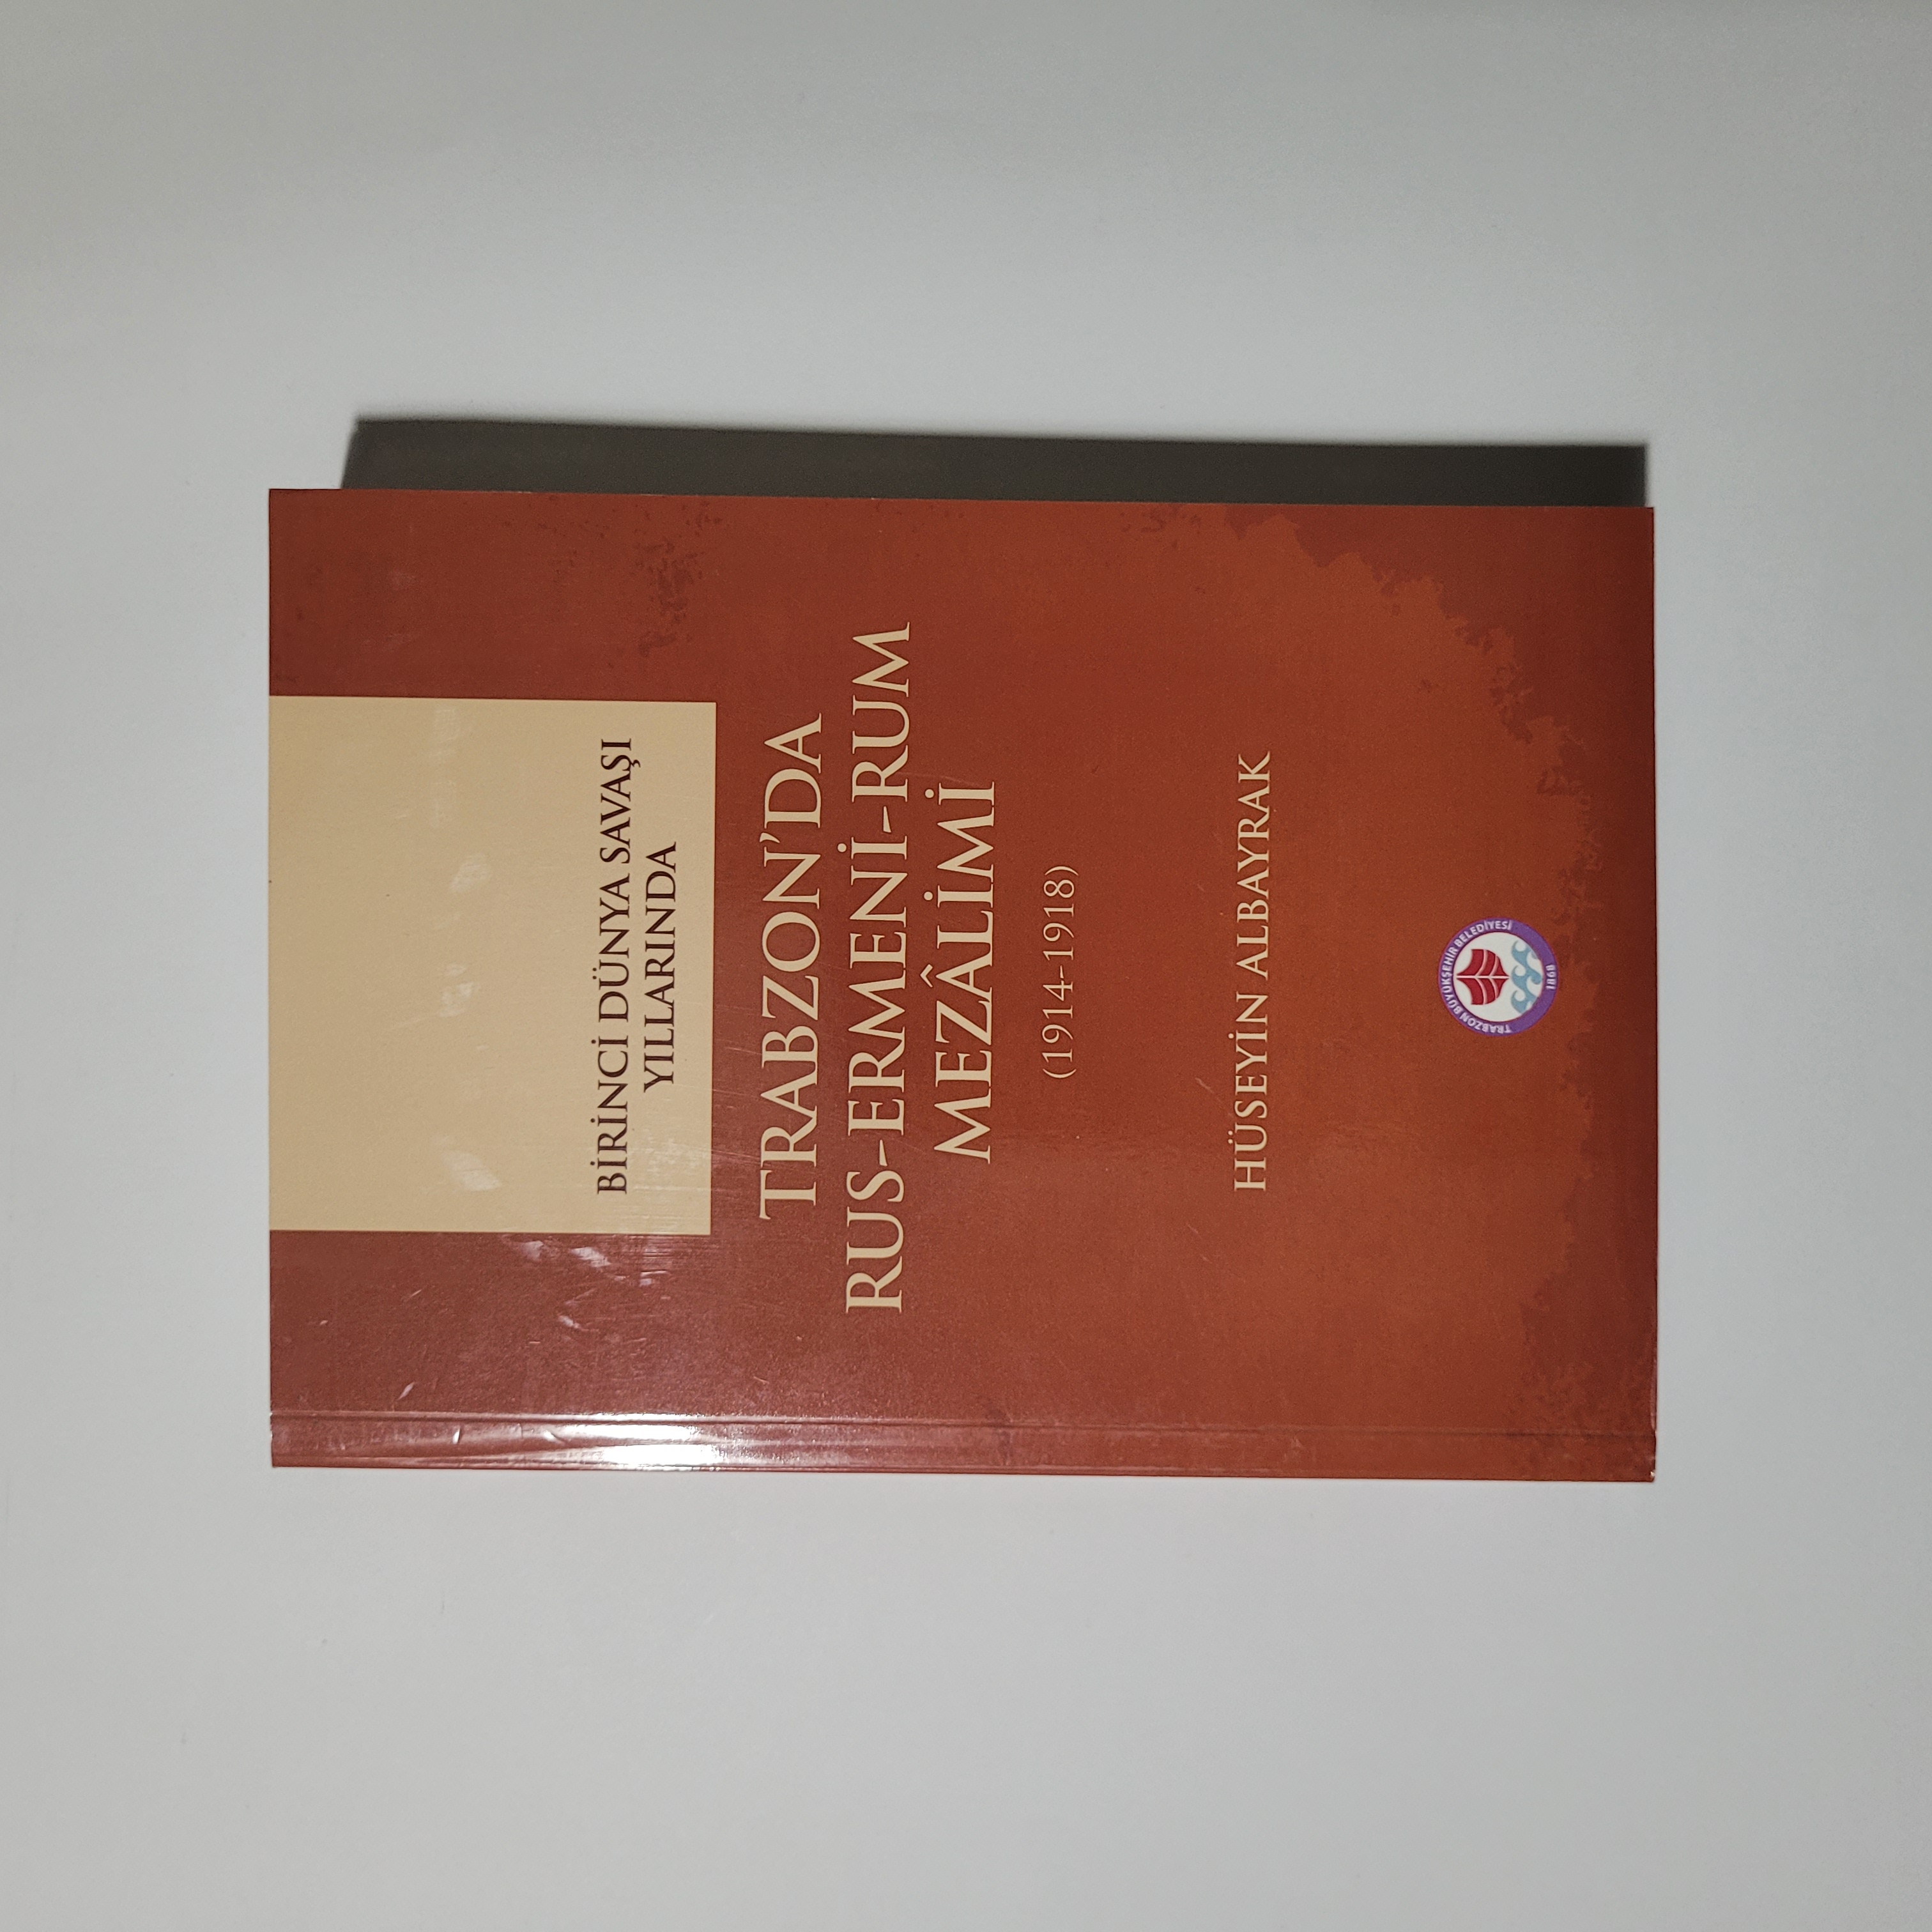 BİRİNCİ DÜNYA SAVAŞI
YILLARINDA
TRABZON'DA
RUS-ERMENİ-RUM
MEZÂLİMİ
(1914-1918)
HÜSEYİN ALBAYRAK
TRABZON BÜYÜKŞEHİR BELEDİYESİ
1868